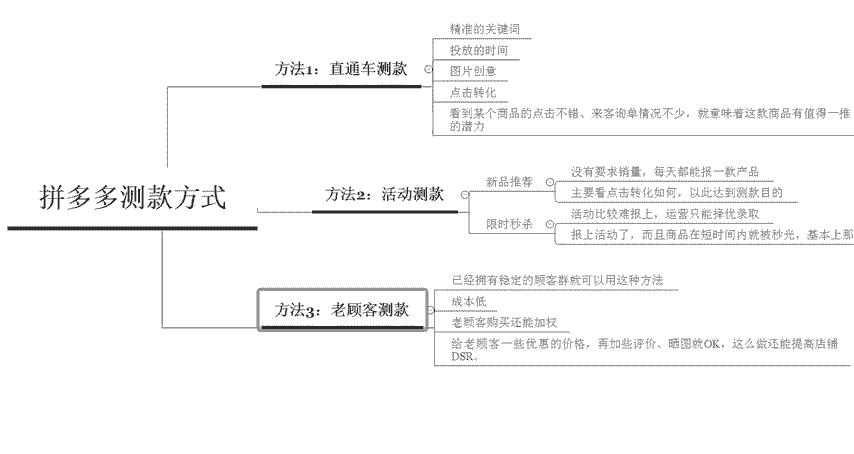 拼多多测款方式
方法1：直通车测款
精准的关键词
投放的时间
图片创意
点击转化
看到某个商品的点击不错、来客询单情况不少，就意味着这款商品有值得一推
的潜力
方法2：活动测款
新品推荐
没有要求销量，每天都能报一款产品
主要看点击转化如何，以此达到测款目的
限时秒杀
活动比较难报上，运营只能择优录取
报上活动了，而且商品在短时间内就被秒光，基本上那
方法3：老顾客测款
已经拥有稳定的顾客群就可以用这种方法
成本低
老顾客购买还能加权
给老顾客一些优惠的价格，再加些评价、晒图就OK，这么做还能提高店铺
DSR。